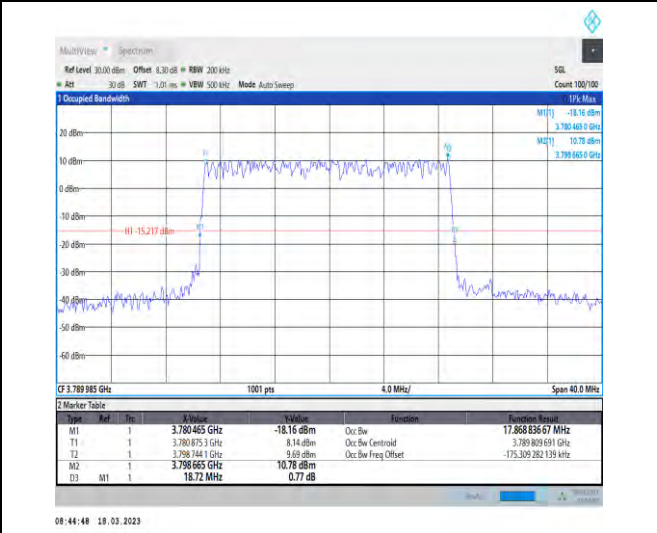 MultiView Spectrum
Ref Level 30.00 dBm Offset 8.30 dB RBW 200 kHz SGL
Att 30 dB SWT 1.01 ms VBW 500 kHz Mode Auto Sweep Count 100/100
1 Occupied Bandwidth 1Pk Max
M1[1] -18.16 dBm
3.780 465 0 GHz
M2[1] 10.78 dBm
3.798 665 0 GHz
20 dBm
10 dBm
0 dBm
-10 dBm
H1 -15.217 dBm
-20 dBm
-30 dBm
-40 dBm
-50 dBm
-60 dBm
CF 3.789 985 GHz 1001 pts 4.0 MHz/ Span 40.0 MHz
2 Marker Table
Type Ref Trc X-Value Y-Value Function Function Result
M1 1 3.780 465 GHz -18.16 dBm Occ Bw 17.868 836 67 MHz
T1 1 3.780 875 3 GHz 8.14 dBm Occ Bw Centroid 3.789 809 691 GHz
T2 1 3.798 744 1 GHz 9.69 dBm Occ Bw Freq Offset -175.309 282 139 kHz
M2 1 3.798 665 GHz 10.78 dBm
D3 M1 1 18.72 MHz 0.77 dB
08:44:48 18.03.2023